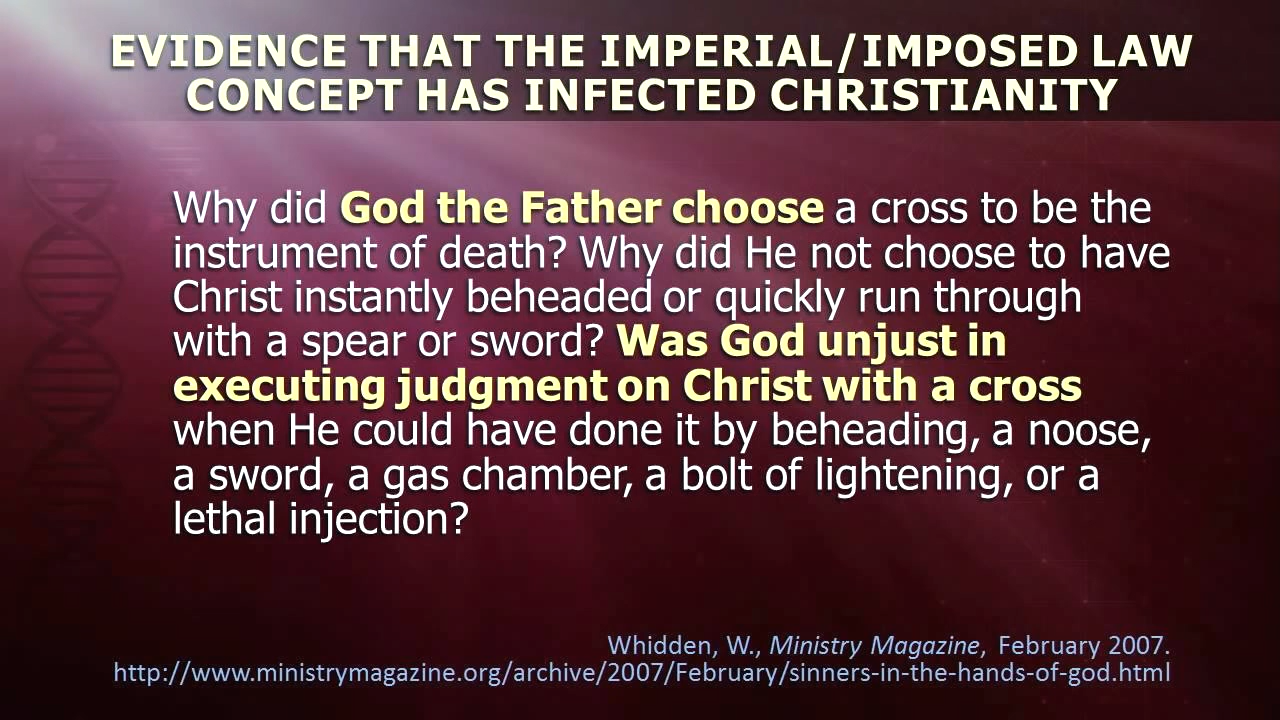 EVIDENCE THAT THE IMPERIAL/IMPOSED LAW
CONCEPT HAS INFECTED CHRISTIANITY
Why did God the Father choose a cross to be the
instrument of death? Why did He not choose to have
Christ instantly beheaded or quickly run through
with a spear or sword? Was God unjust in
executing judgment on Christ with a cross
when He could have done it by beheading, a noose,
a sword, a gas chamber, a bolt of lightening, or a
lethal injection?
Whidden, W., Ministry Magazine, February 2007.
http://www.ministrymagazine.org/archive/2007/February/sinners-in-the-hands-of-god.html